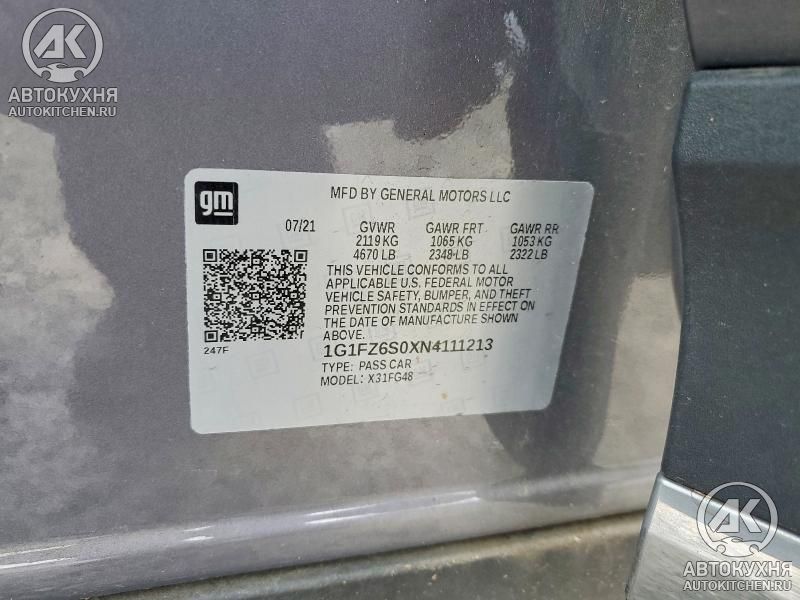 АК
АВТОКУХНЯ
AUTOKITCHEN.RU
gm
MFD BY GENERAL MOTORS LLC
07/21
GVWR GAWR FRT GAWR RR
2119 KG 1065 KG 1053 KG
4670 LB 2348 LB 2322 LB
THIS VEHICLE CONFORMS TO ALL
APPLICABLE U.S. FEDERAL MOTOR
VEHICLE SAFETY, BUMPER, AND THEFT
PREVENTION STANDARDS IN EFFECT ON
THE DATE OF MANUFACTURE SHOWN
ABOVE.
247F
1G1FZ6S0XN4111213
TYPE: PASS CAR
MODEL: X31FG48
АК
АВТОКУХНЯ
AUTOKITCHEN.RU